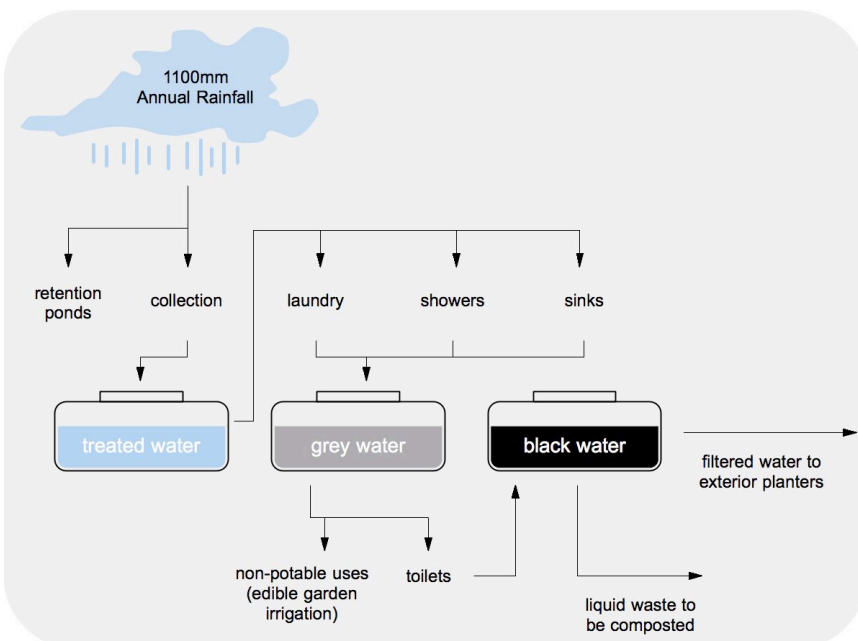 1100mm
Annual Rainfall
retention
ponds
collection
laundry
showers
sinks
treated water
grey water
black water
filtered water to
exterior planters
non-potable uses
(edible garden
irrigation)
toilets
liquid waste to
be composted